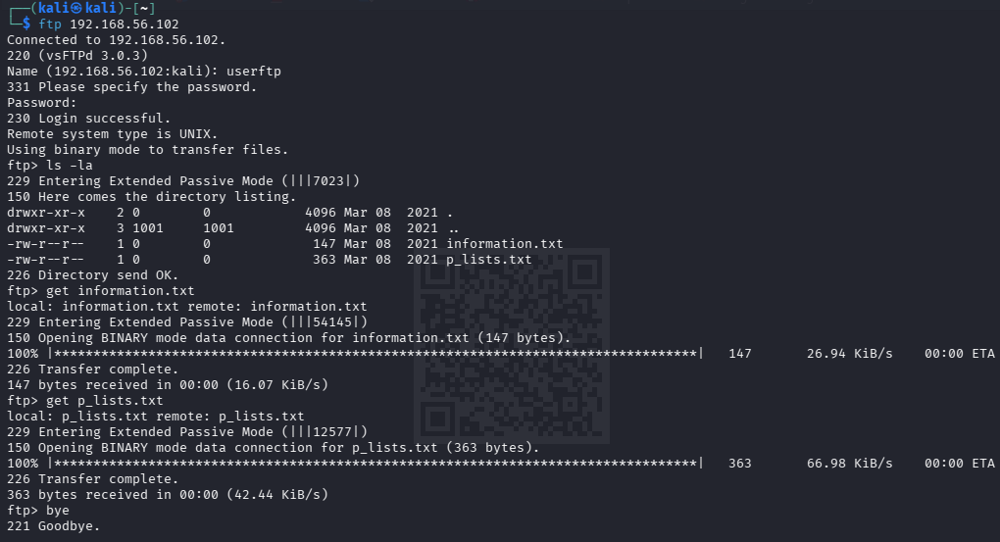 ┌──(kali㉿kali)-[~]
└─$ ftp 192.168.56.102
Connected to 192.168.56.102.
220 (vsFTPd 3.0.3)
Name (192.168.56.102:kali): userftp
331 Please specify the password.
Password:
230 Login successful.
Remote system type is UNIX.
Using binary mode to transfer files.
ftp> ls -la
229 Entering Extended Passive Mode (|||7023|)
150 Here comes the directory listing.
drwxr-xr-x    2 0        0            4096 Mar 08  2021 .
drwxr-xr-x    3 1001     1001         4096 Mar 08  2021 ..
-rw-r--r--    1 0        0             147 Mar 08  2021 information.txt
-rw-r--r--    1 0        0             363 Mar 08  2021 p_lists.txt
226 Directory send OK.
ftp> get information.txt
local: information.txt remote: information.txt
229 Entering Extended Passive Mode (|||54145|)
150 Opening BINARY mode data connection for information.txt (147 bytes).
100% |***********************************************************************************|   147       26.94 KiB/s    00:00 ETA
226 Transfer complete.
147 bytes received in 00:00 (16.07 KiB/s)
ftp> get p_lists.txt
local: p_lists.txt remote: p_lists.txt
229 Entering Extended Passive Mode (|||12577|)
150 Opening BINARY mode data connection for p_lists.txt (363 bytes).
100% |***********************************************************************************|   363       66.98 KiB/s    00:00 ETA
226 Transfer complete.
363 bytes received in 00:00 (42.44 KiB/s)
ftp> bye
221 Goodbye.